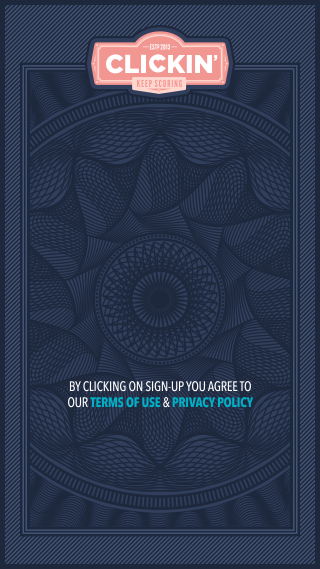 ESTD 2013
CLICKIN'
KEEP SCORING
BY CLICKING ON SIGN-UP YOU AGREE TO
OUR TERMS OF USE & PRIVACY POLICY